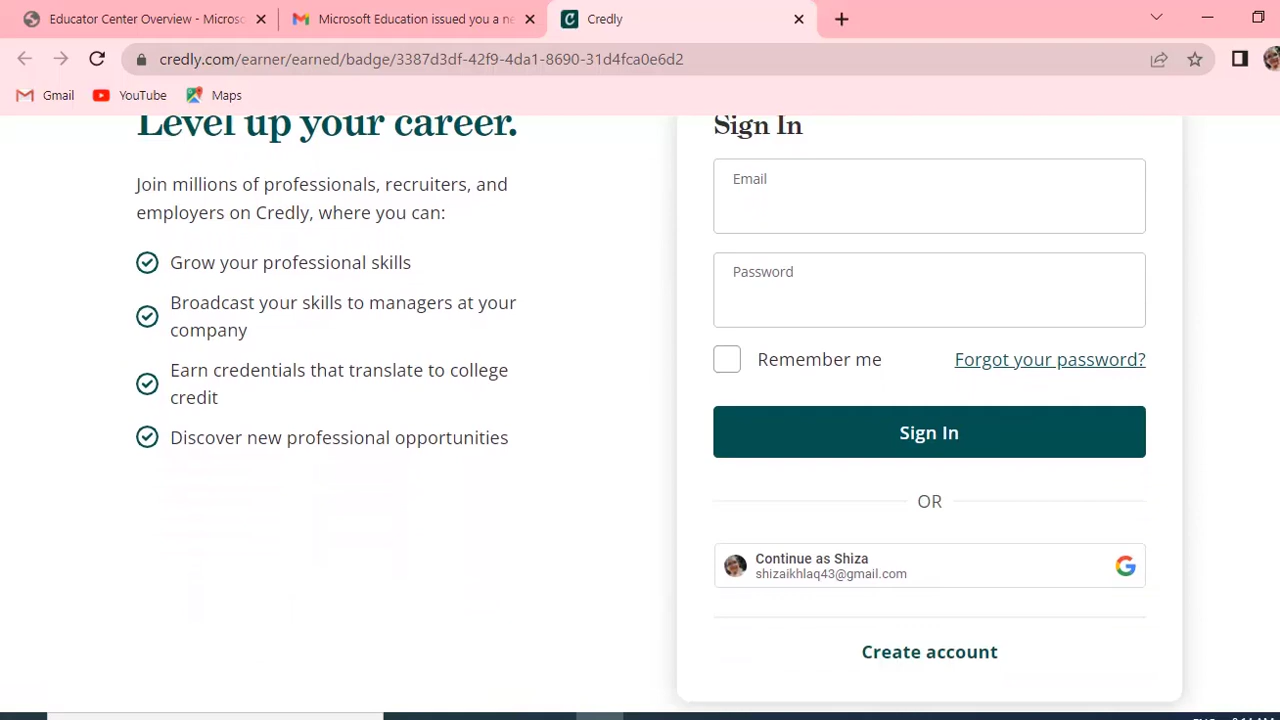 Educator Center Overview - Micros
Microsoft Education issued you a ne
Credly
credly.com/earner/earned/badge/3387d3df-42f9-4da1-8690-31d4fca0e6d2
Gmail
YouTube
Maps
Level up your career.
Join millions of professionals, recruiters, and
employers on Credly, where you can:
Grow your professional skills
Broadcast your skills to managers at your
company
Earn credentials that translate to college
credit
Discover new professional opportunities
Sign In
Email
Password
Remember me
Forgot your password?
Sign In
OR
Continue as Shiza
shizaikhlaq43@gmail.com
Create account